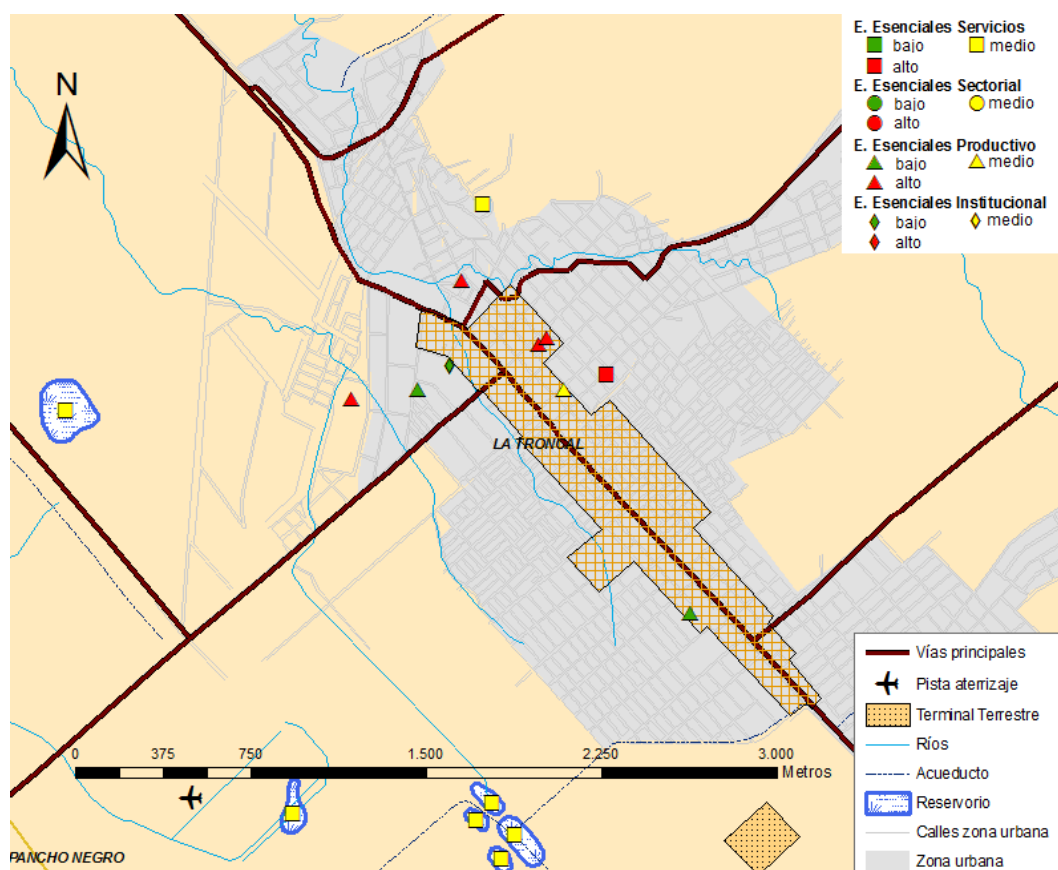 E. Esenciales Servicios
bajo medio
alto
E. Esenciales Sectorial
bajo medio
alto
E. Esenciales Productivo
bajo medio
alto
E. Esenciales Institucional
bajo medio
alto
N
LA TRONCAL
Vías principales
Pista aterrizaje
Terminal Terrestre
Ríos
Acueducto
Reservorio
Calles zona urbana
Zona urbana
0 375 750 1.500 2.250 3.000
Metros
PANCHO NEGRO